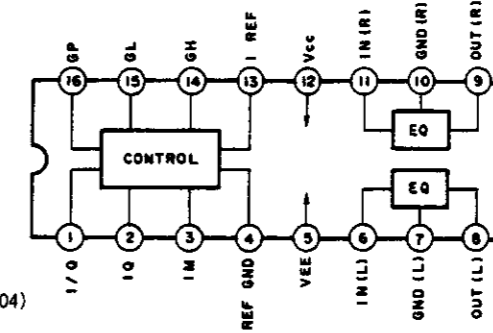 GP GL GH I REF Vcc IN(R) GND(R) OUT(R)
16 15 14 13 12 11 10 9
EQ
CONTROL
EQ
1 2 3 4 5 6 7 8
1/Q IQ IM REF GND VEE IN(L) GND(L) OUT(L)
04)